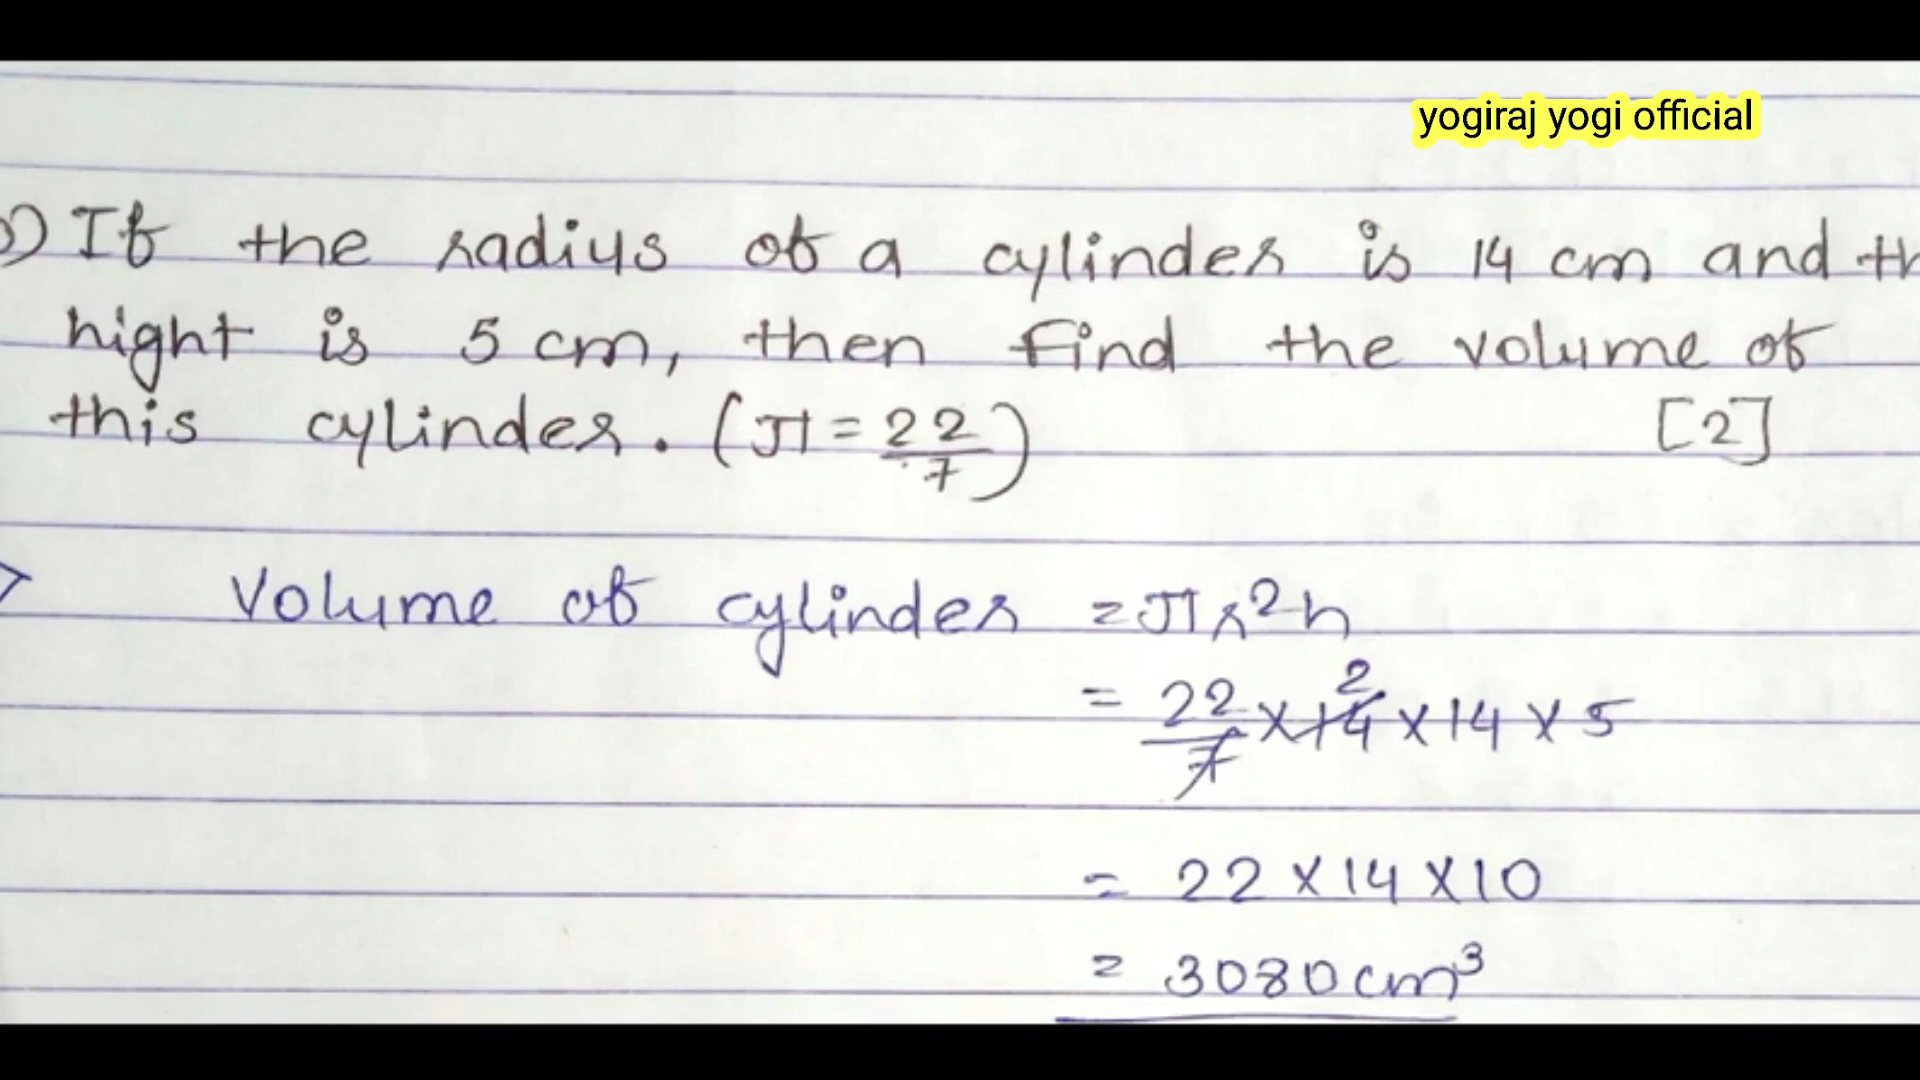 yogiraj yogi official
) If the radius of a cylinder is 14 cm and th
hight is 5 cm, then find the volume of
this cylinder. (π = 22/7) [2]
Volume of cylinder = πr²h
= 22/7 × 14 2 × 14 × 5
= 22 × 14 × 10
= 3080 cm³